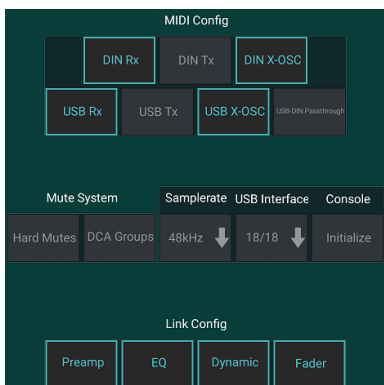 MIDI Config
DIN Rx DIN Tx DIN X-OSC
USB Rx USB Tx USB X-OSC USB-DIN Passthrough
Mute System Samplerate USB Interface Console
Hard Mutes DCA Groups 48kHz 18/18 Initialize
Link Config
Preamp EQ Dynamic Fader